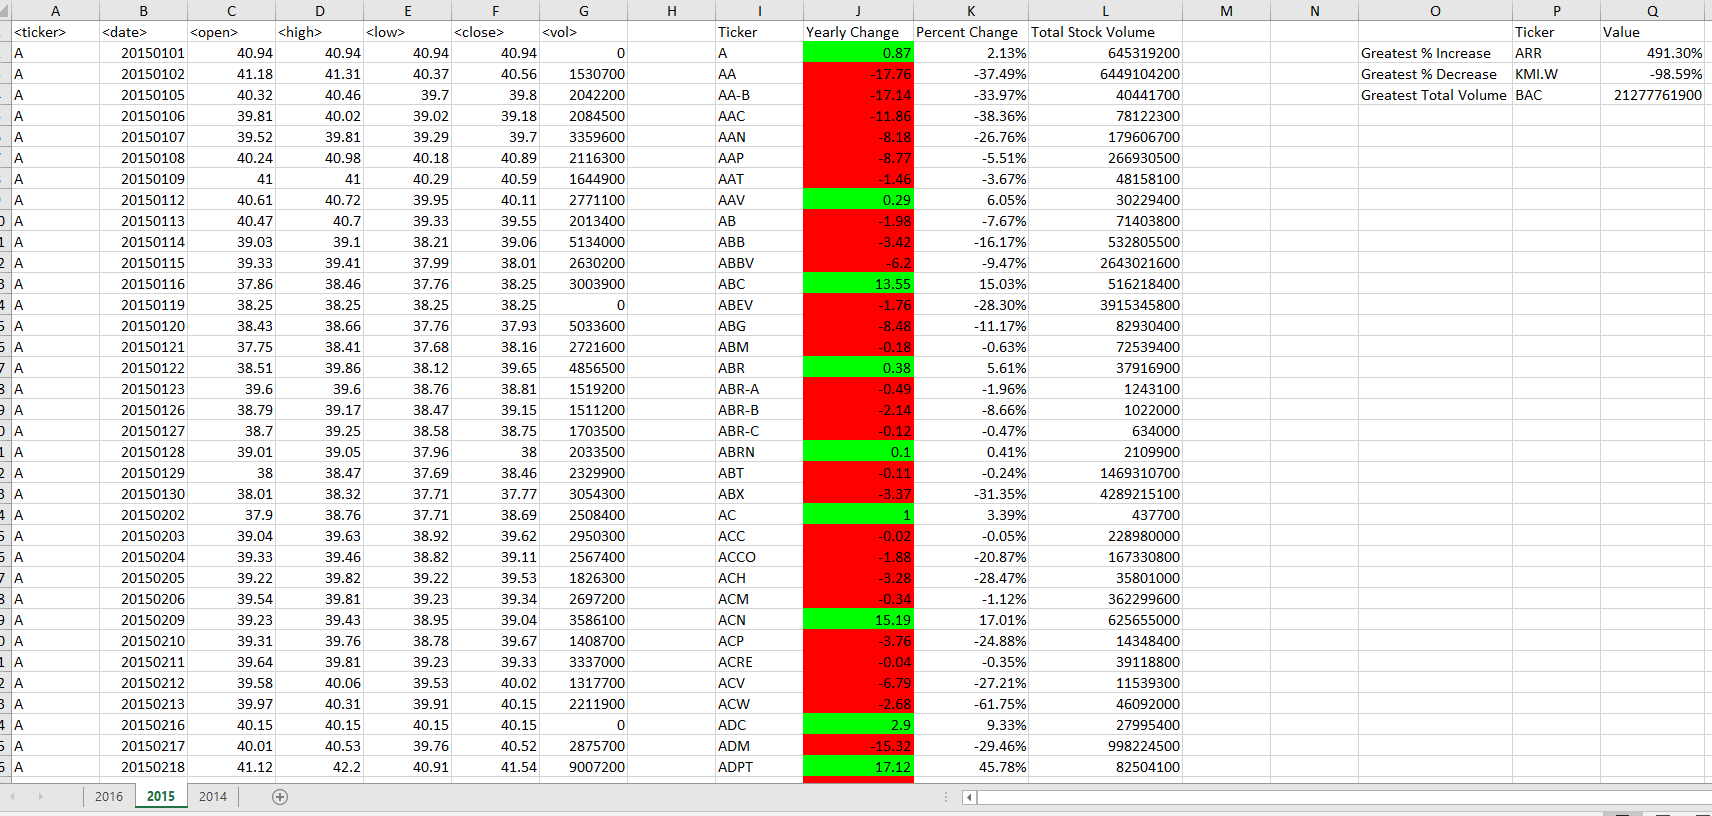 A B C D E F G H I J K L M N O P Q
<ticker> <date> <open> <high> <low> <close> <vol> Ticker Yearly Change Percent Change Total Stock Volume Ticker Value
A 20150101 40.94 40.94 40.94 40.94 0 A 0.87 2.13% 645319200 Greatest % Increase ARR 491.30%
A 20150102 41.18 41.31 40.37 40.56 1530700 AA -17.76 -37.49% 6449104200 Greatest % Decrease KMI.W -98.59%
A 20150105 40.32 40.46 39.7 39.8 2042200 AA-B -17.14 -33.97% 40441700 Greatest Total Volume BAC 21277761900
A 20150106 39.81 40.02 39.02 39.18 2084500 AAC -11.86 -38.36% 78122300
A 20150107 39.52 39.81 39.29 39.7 3359600 AAN -8.18 -26.76% 179606700
A 20150108 40.24 40.98 40.18 40.89 2116300 AAP -8.77 -5.51% 266930500
A 20150109 41 41 40.29 40.59 1644900 AAT -1.46 -3.67% 48158100
A 20150112 40.61 40.72 39.95 40.11 2771100 AAV 0.29 6.05% 30229400
A 20150113 40.47 40.7 39.33 39.55 2013400 AB -1.98 -7.67% 71403800
A 20150114 39.03 39.1 38.21 39.06 5134000 ABB -3.42 -16.17% 532805500
A 20150115 39.33 39.41 37.99 38.01 2630200 ABBV -6.2 -9.47% 2643021600
A 20150116 37.86 38.46 37.76 38.25 3003900 ABC 13.55 15.03% 516218400
A 20150119 38.25 38.25 38.25 38.25 0 ABEV -1.76 -28.30% 3915345800
A 20150120 38.43 38.66 37.76 37.93 5033600 ABG -8.48 -11.17% 82930400
A 20150121 37.75 38.41 37.68 38.16 2721600 ABM -0.18 -0.63% 72539400
A 20150122 38.51 39.86 38.12 39.65 4856500 ABR 0.38 5.61% 37916900
A 20150123 39.6 39.6 38.76 38.81 1519200 ABR-A -0.49 -1.96% 1243100
A 20150126 38.79 39.17 38.47 39.15 1511200 ABR-B -2.14 -8.66% 1022000
A 20150127 38.7 39.25 38.58 38.75 1703500 ABR-C -0.12 -0.47% 634000
A 20150128 39.01 39.05 37.96 38 2033500 ABRN 0.1 0.41% 2109900
A 20150129 38 38.47 37.69 38.46 2329900 ABT -0.11 -0.24% 1469310700
A 20150130 38.01 38.32 37.71 37.77 3054300 ABX -3.37 -31.35% 4289215100
A 20150202 37.9 38.76 37.71 38.69 2508400 AC 1 3.39% 437700
A 20150203 39.04 39.63 38.92 39.62 2950300 ACC -0.02 -0.05% 228980000
A 20150204 39.33 39.46 38.82 39.11 2567400 ACCO -1.88 -20.87% 167330800
A 20150205 39.22 39.82 39.22 39.53 1826300 ACH -3.28 -28.47% 35801000
A 20150206 39.54 39.81 39.23 39.34 2697200 ACM -0.34 -1.12% 362299600
A 20150209 39.23 39.43 38.95 39.04 3586100 ACN 15.19 17.01% 625655000
A 20150210 39.31 39.76 38.78 39.67 1408700 ACP -3.76 -24.88% 14348400
A 20150211 39.64 39.81 39.23 39.33 3337000 ACRE -0.04 -0.35% 39118800
A 20150212 39.58 40.06 39.53 40.02 1317700 ACV -6.79 -27.21% 11539300
A 20150213 39.97 40.31 39.91 40.15 2211900 ACW -2.68 -61.75% 46092000
A 20150216 40.15 40.15 40.15 40.15 0 ADC 2.9 9.33% 27995400
A 20150217 40.01 40.53 39.76 40.52 2875700 ADM -15.32 -29.46% 998224500
A 20150218 41.12 42.2 40.91 41.54 9007200 ADPT 17.12 45.78% 82504100
2016 2015 2014